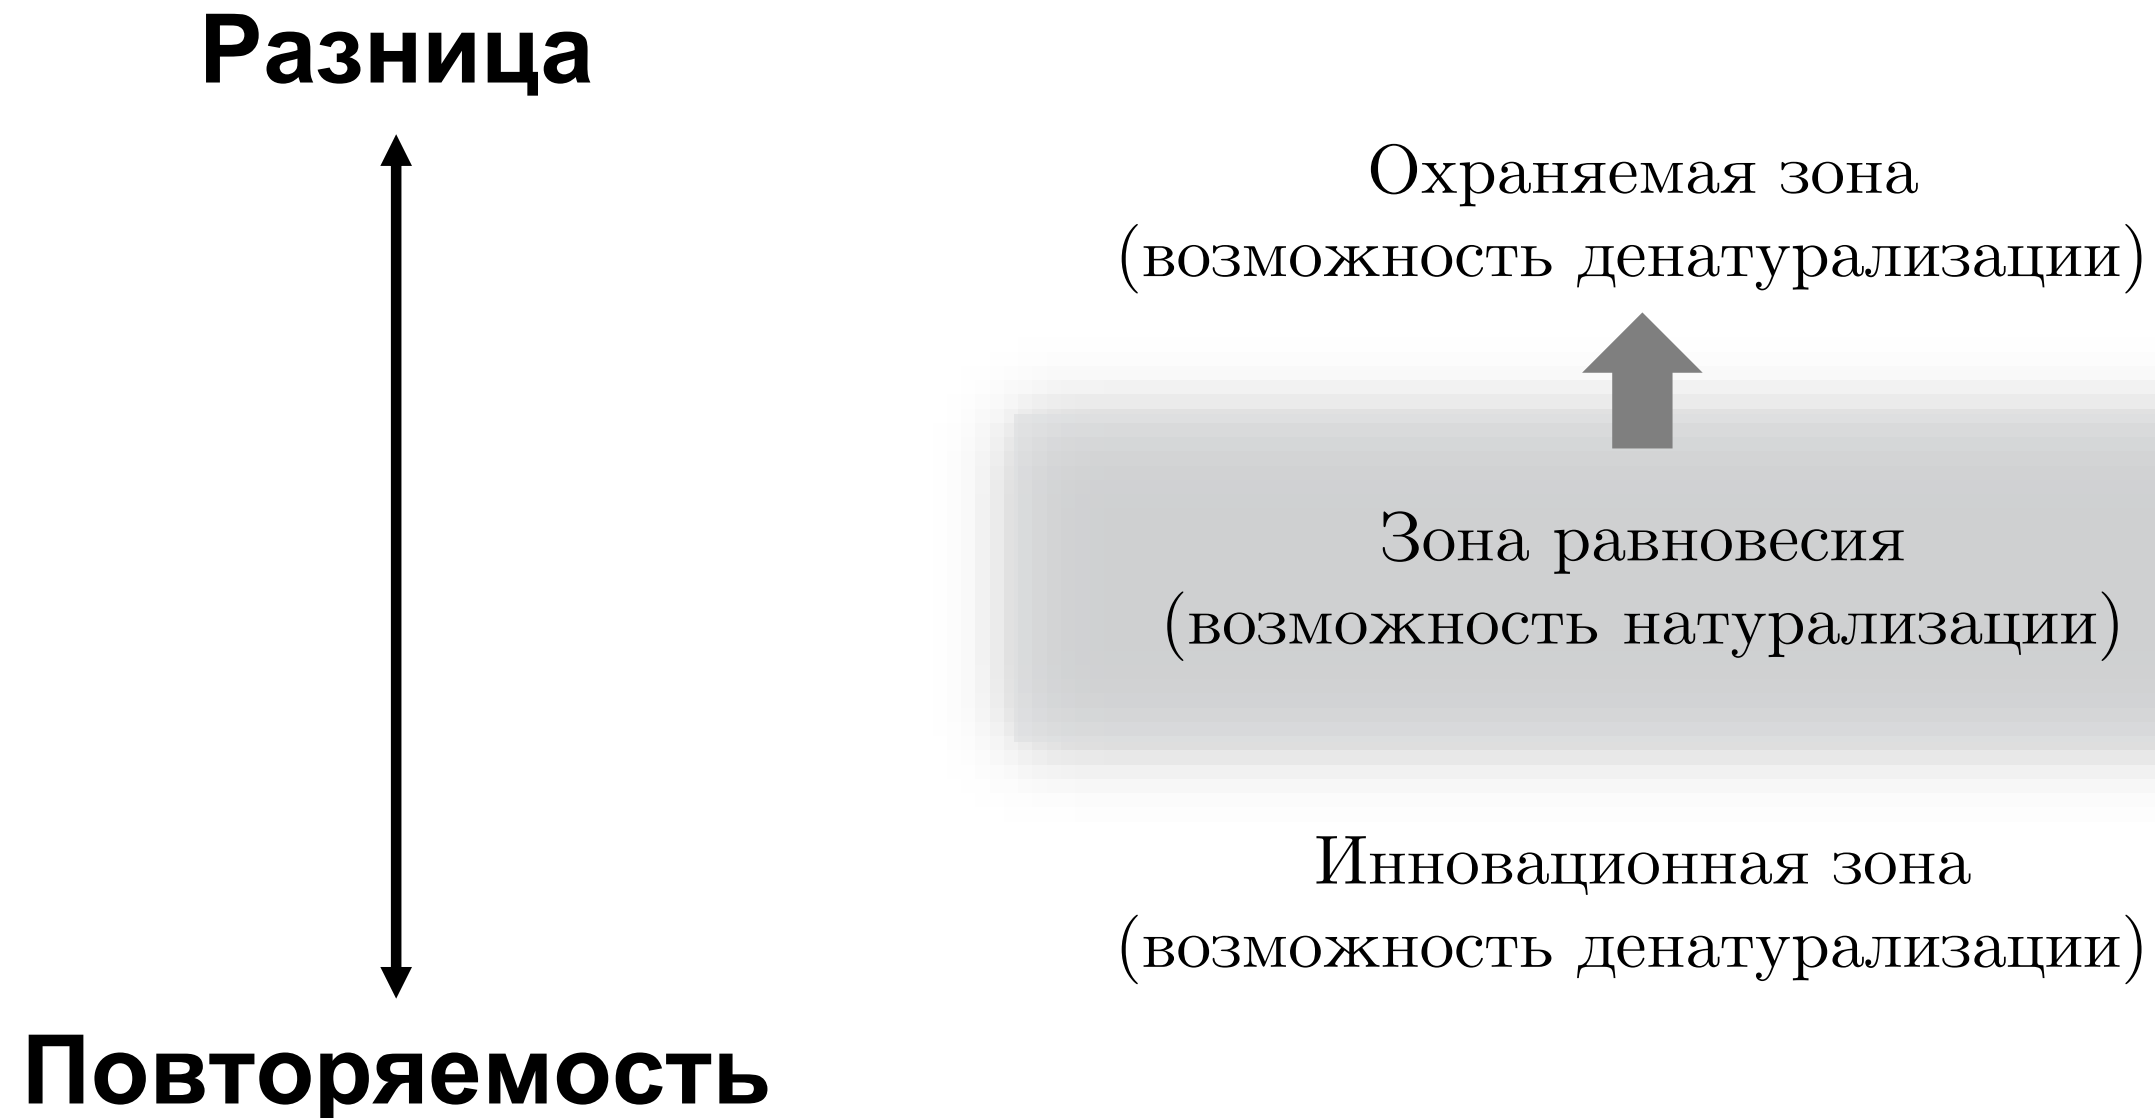 Разница
Охраняемая зона
(возможность денатурализации)
Зона равновесия
(возможность натурализации)
Инновационная зона
(возможность денатурализации)
Повторяемость